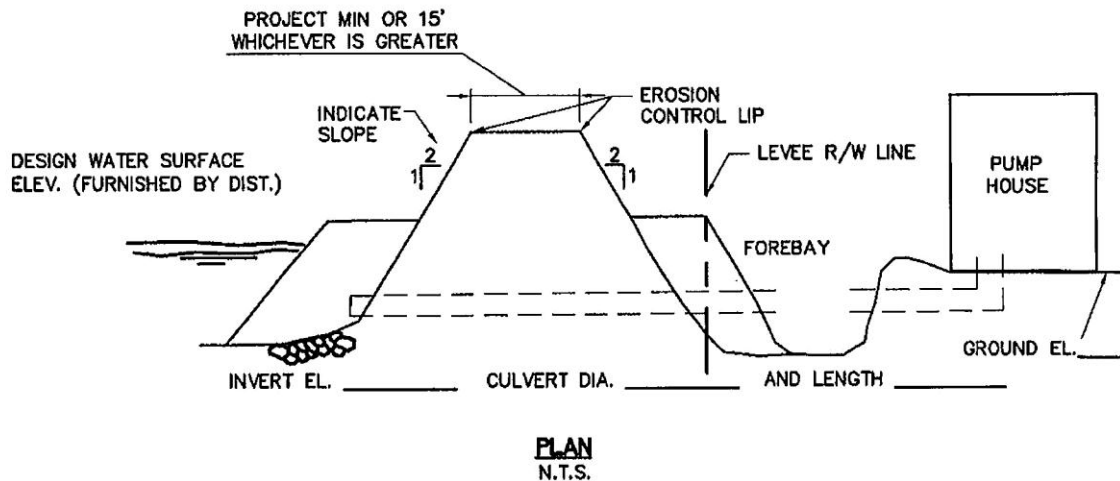 PROJECT MIN OR 15'
WHICHEVER IS GREATER
INDICATE
SLOPE
EROSION
CONTROL LIP
DESIGN WATER SURFACE
ELEV. (FURNISHED BY DIST.)
2
1
2
1
LEVEE R/W LINE
PUMP
HOUSE
FOREBAY
GROUND EL.
INVERT EL. CULVERT DIA. AND LENGTH
PLAN
N.T.S.